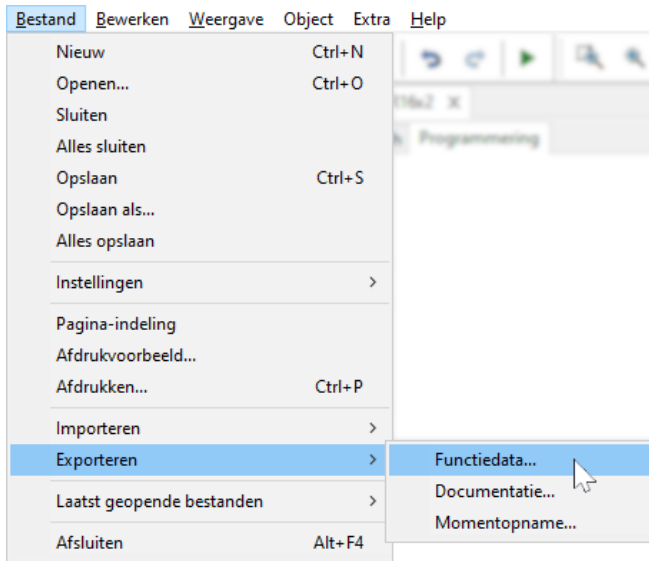 Bestand Bewerken Weergave Object Extra Help
Nieuw Ctrl+N
Openen... Ctrl+O
Sluiten
Alles sluiten
Opslaan Ctrl+S
Opslaan als...
Alles opslaan
Instellingen
Pagina-indeling
Afdrukvoorbeeld...
Afdrukken... Ctrl+P
Importeren
Exporteren
Laatst geopende bestanden
Afsluiten Alt+F4
Programmering
Functiedata...
Documentatie...
Momentopname...